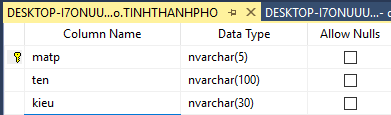 DESKTOP-I7ONUU...o.TINHTHANHPHO DESKTOP-I7ONUUU...-
Column Name Data Type Allow Nulls
matp nvarchar(5)
ten nvarchar(100)
kieu nvarchar(30)